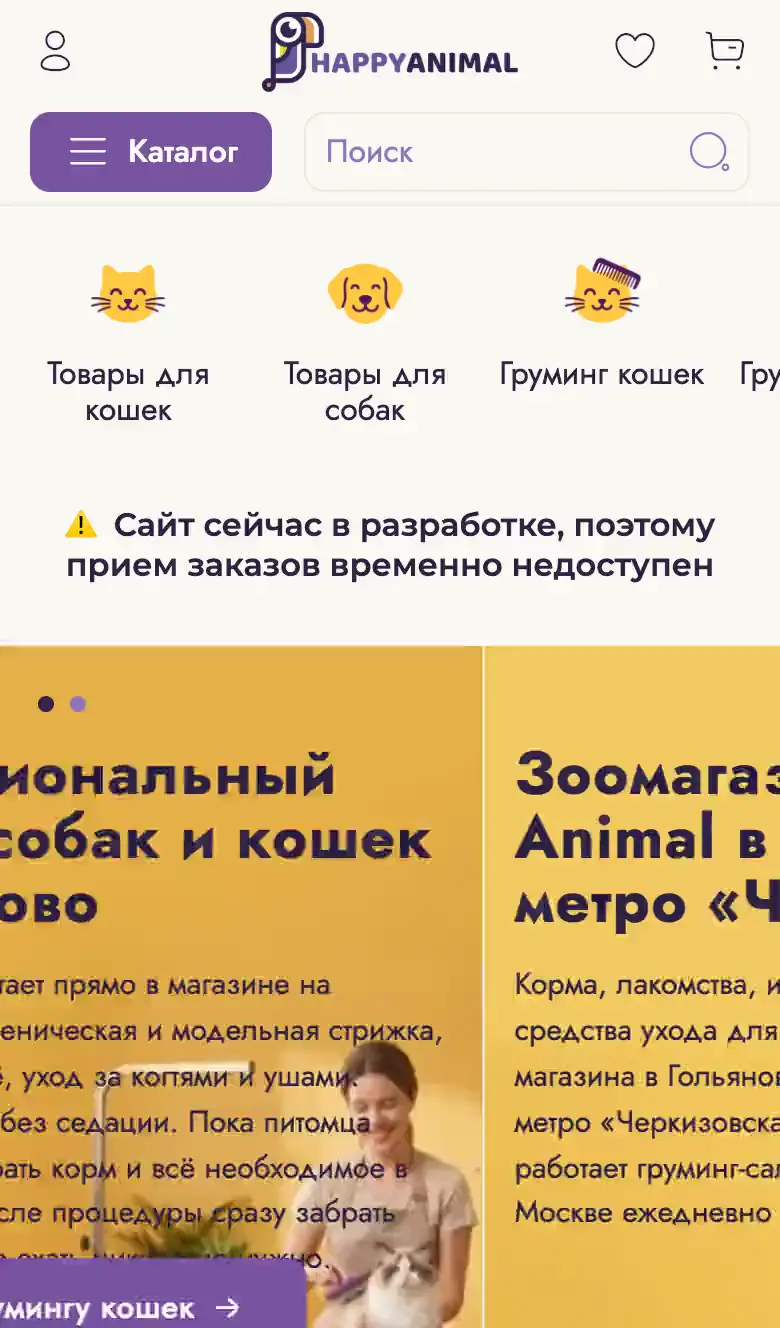 HAPPYANIMAL
Каталог
Поиск
Товары для
кошек
Товары для
собак
Груминг кошек
Гру
⚠️ Сайт сейчас в разработке, поэтому
прием заказов временно недоступен
иональный
собак и кошек
ово
тает прямо в магазине на
еническая и модельная стрижка,
ё, уход за когтями и ушами.
без седации. Пока питомца
рать корм и всё необходимое в
сле процедуры сразу забрать
умингу кошек →
Зоомагаз
Animal в
метро «Ч
Корма, лакомства, и
средства ухода для
магазина в Гольянов
метро «Черкизовска
работает груминг-сал
Москве ежедневно